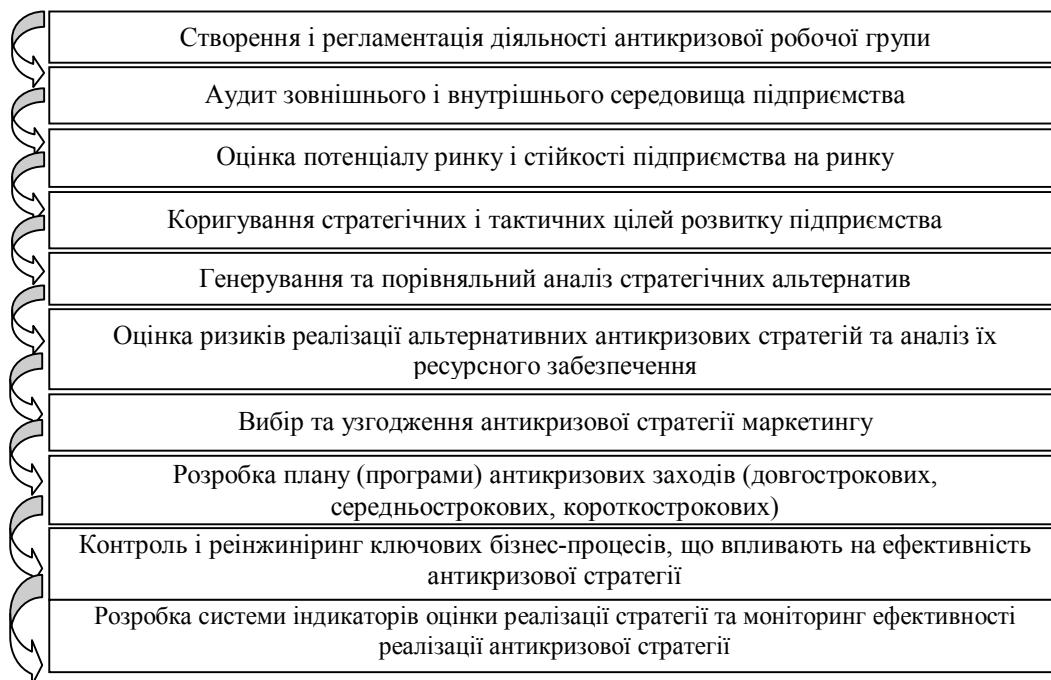 Створення і регламентація діяльності антикризової робочої групи
Аудит зовнішнього і внутрішнього середовища підприємства
Оцінка потенціалу ринку і стійкості підприємства на ринку
Коригування стратегічних і тактичних цілей розвитку підприємства
Генерування та порівняльний аналіз стратегічних альтернатив
Оцінка ризиків реалізації альтернативних антикризових стратегій та аналіз їх
ресурсного забезпечення
Вибір та узгодження антикризової стратегії маркетингу
Розробка плану (програми) антикризових заходів (довгострокових,
середньострокових, короткострокових)
Контроль і реінжиніринг ключових бізнес-процесів, що впливають на ефективність
антикризової стратегії
Розробка системи індикаторів оцінки реалізації стратегії та моніторинг ефективності
реалізації антикризової стратегії